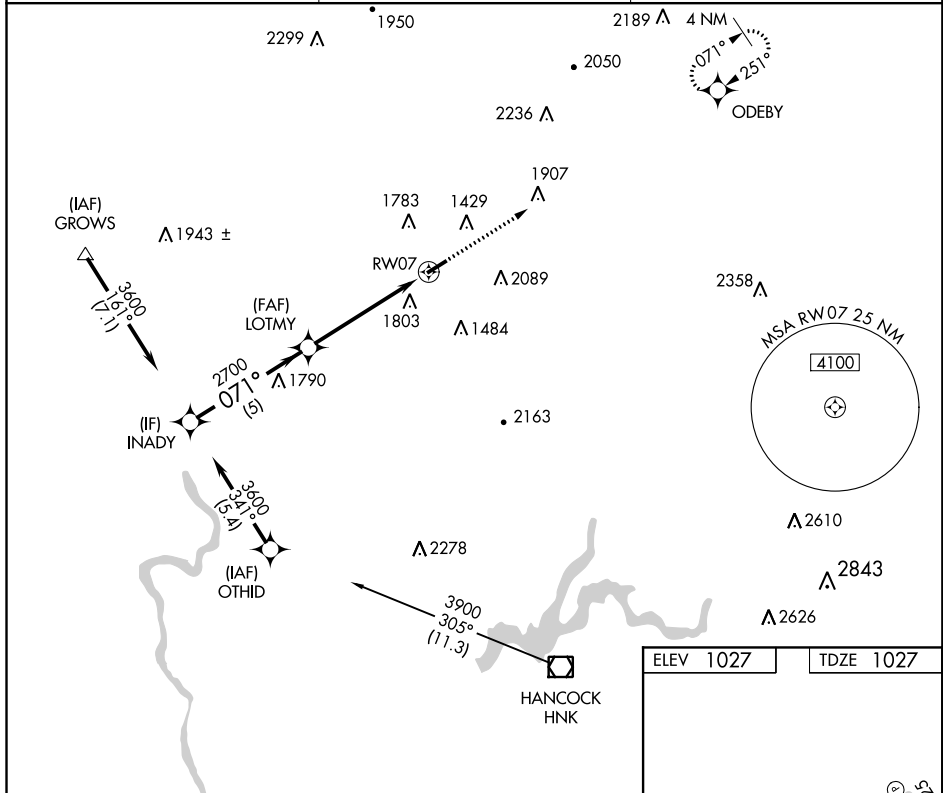 1950
2299
2189
4 NM
071°
251°
2050
ODEBY
2236
1907
(IAF)
GROWS
1943 ±
1783
1429
RW07
2089
2358
3600
161°
(7.1)
(FAF)
LOTMY
1803
1484
MSA RW07 25 NM
4100
2700
071°
(5)
1790
(IF)
INADY
2163
3600
341°
(5.4)
2610
(IAF)
OTHID
2278
2843
3900
305°
(11.3)
2626
HANCOCK
HNK
ELEV 1027
TDZE 1027
P